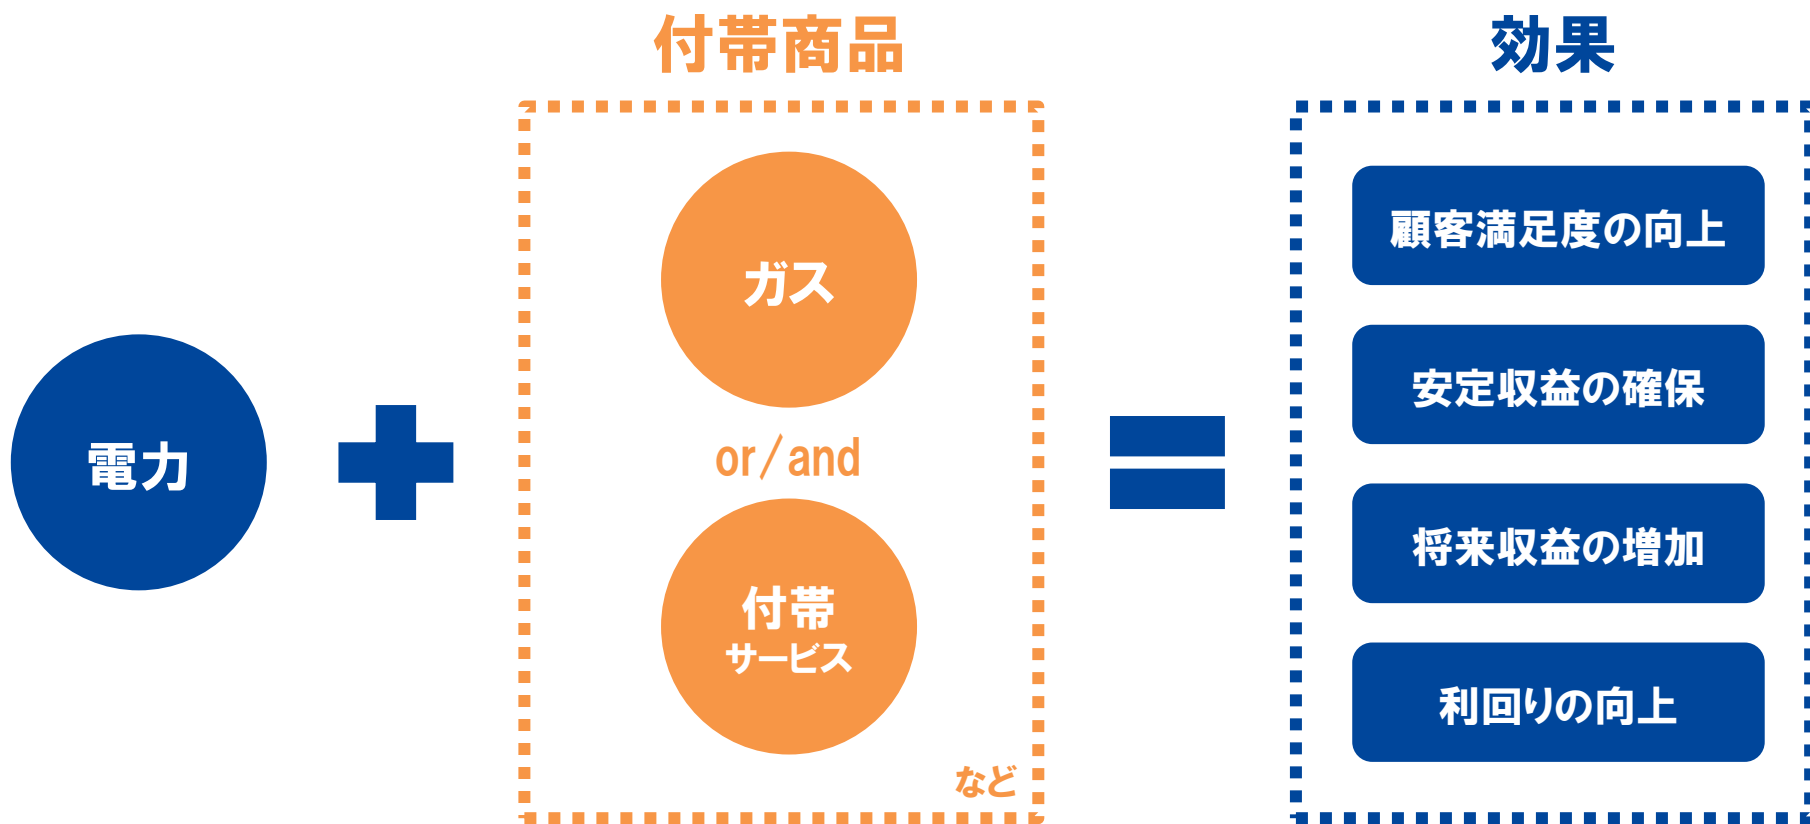 付帯商品
効果
電力
ガス
or/and
付帯
サービス
など
顧客満足度の向上
安定収益の確保
将来収益の増加
利回りの向上